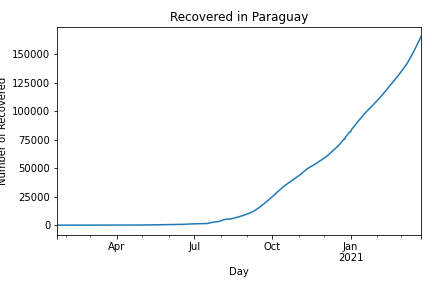 Recovered in Paraguay
Number of Recovered
150000
125000
100000
75000
50000
25000
0
Apr
Jul
Oct
Jan
2021
Day